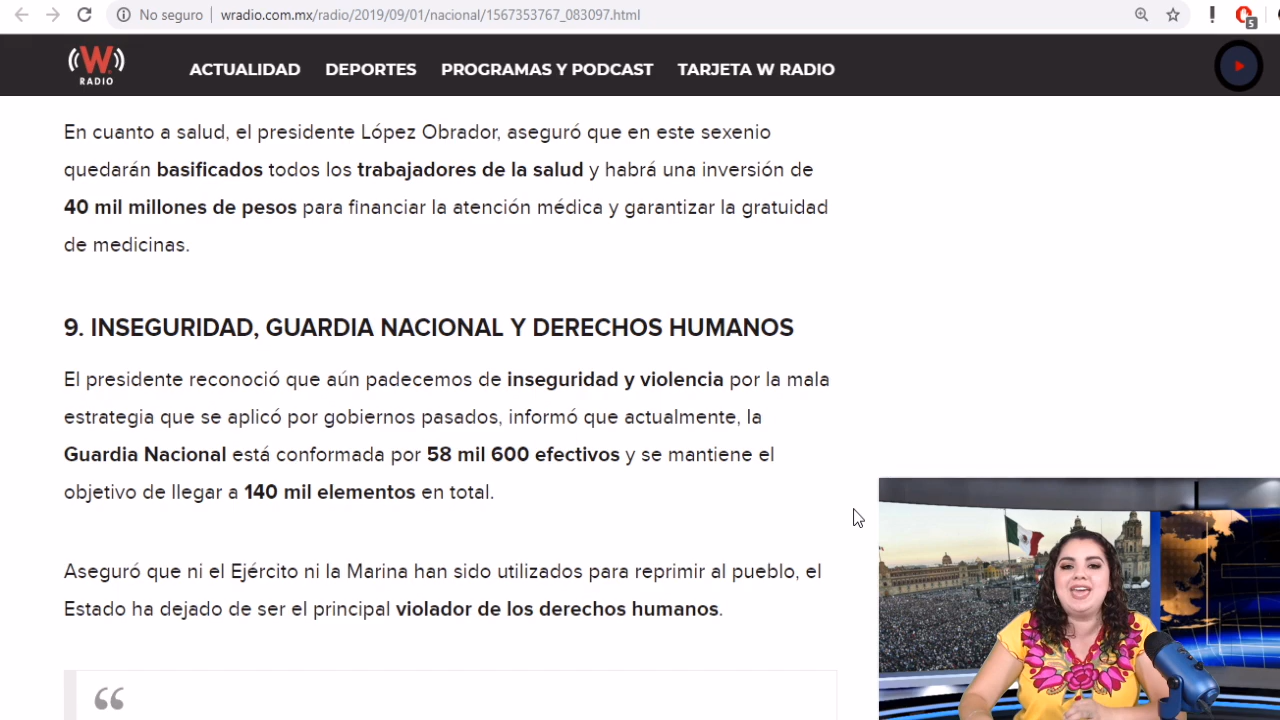 No seguro
wradio.com.mx/radio/2019/09/01/nacional/1567353767_083097.html
5
W
RADIO
ACTUALIDAD DEPORTES PROGRAMAS Y PODCAST TARJETA W RADIO
En cuanto a salud, el presidente López Obrador, aseguró que en este sexenio
quedarán basificados todos los trabajadores de la salud y habrá una inversión de
40 mil millones de pesos para financiar la atención médica y garantizar la gratuidad
de medicinas.
9. INSEGURIDAD, GUARDIA NACIONAL Y DERECHOS HUMANOS
El presidente reconoció que aún padecemos de inseguridad y violencia por la mala
estrategia que se aplicó por gobiernos pasados, informó que actualmente, la
Guardia Nacional está conformada por 58 mil 600 efectivos y se mantiene el
objetivo de llegar a 140 mil elementos en total.
Aseguró que ni el Ejército ni la Marina han sido utilizados para reprimir al pueblo, el
Estado ha dejado de ser el principal violador de los derechos humanos.
“